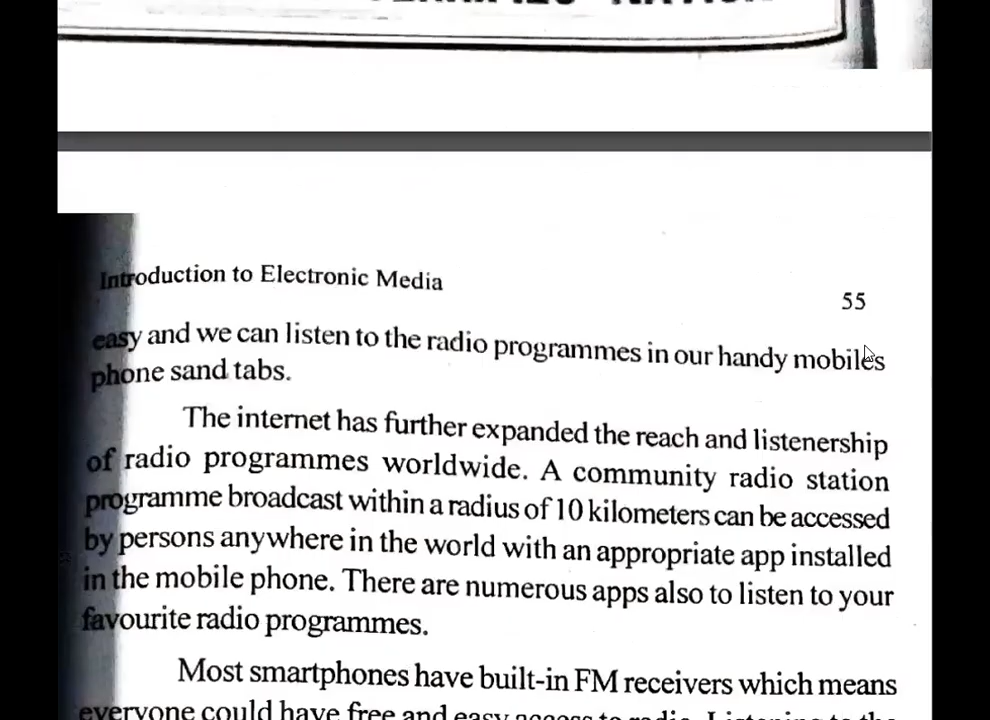 Introduction to Electronic Media
55
easy and we can listen to the radio programmes in our handy mobiles
phone sand tabs.
The internet has further expanded the reach and listenership
of radio programmes worldwide. A community radio station
programme broadcast within a radius of 10 kilometers can be accessed
by persons anywhere in the world with an appropriate app installed
in the mobile phone. There are numerous apps also to listen to your
favourite radio programmes.
Most smartphones have built-in FM receivers which means
everyone could have free and easy access to radio. Listening to the